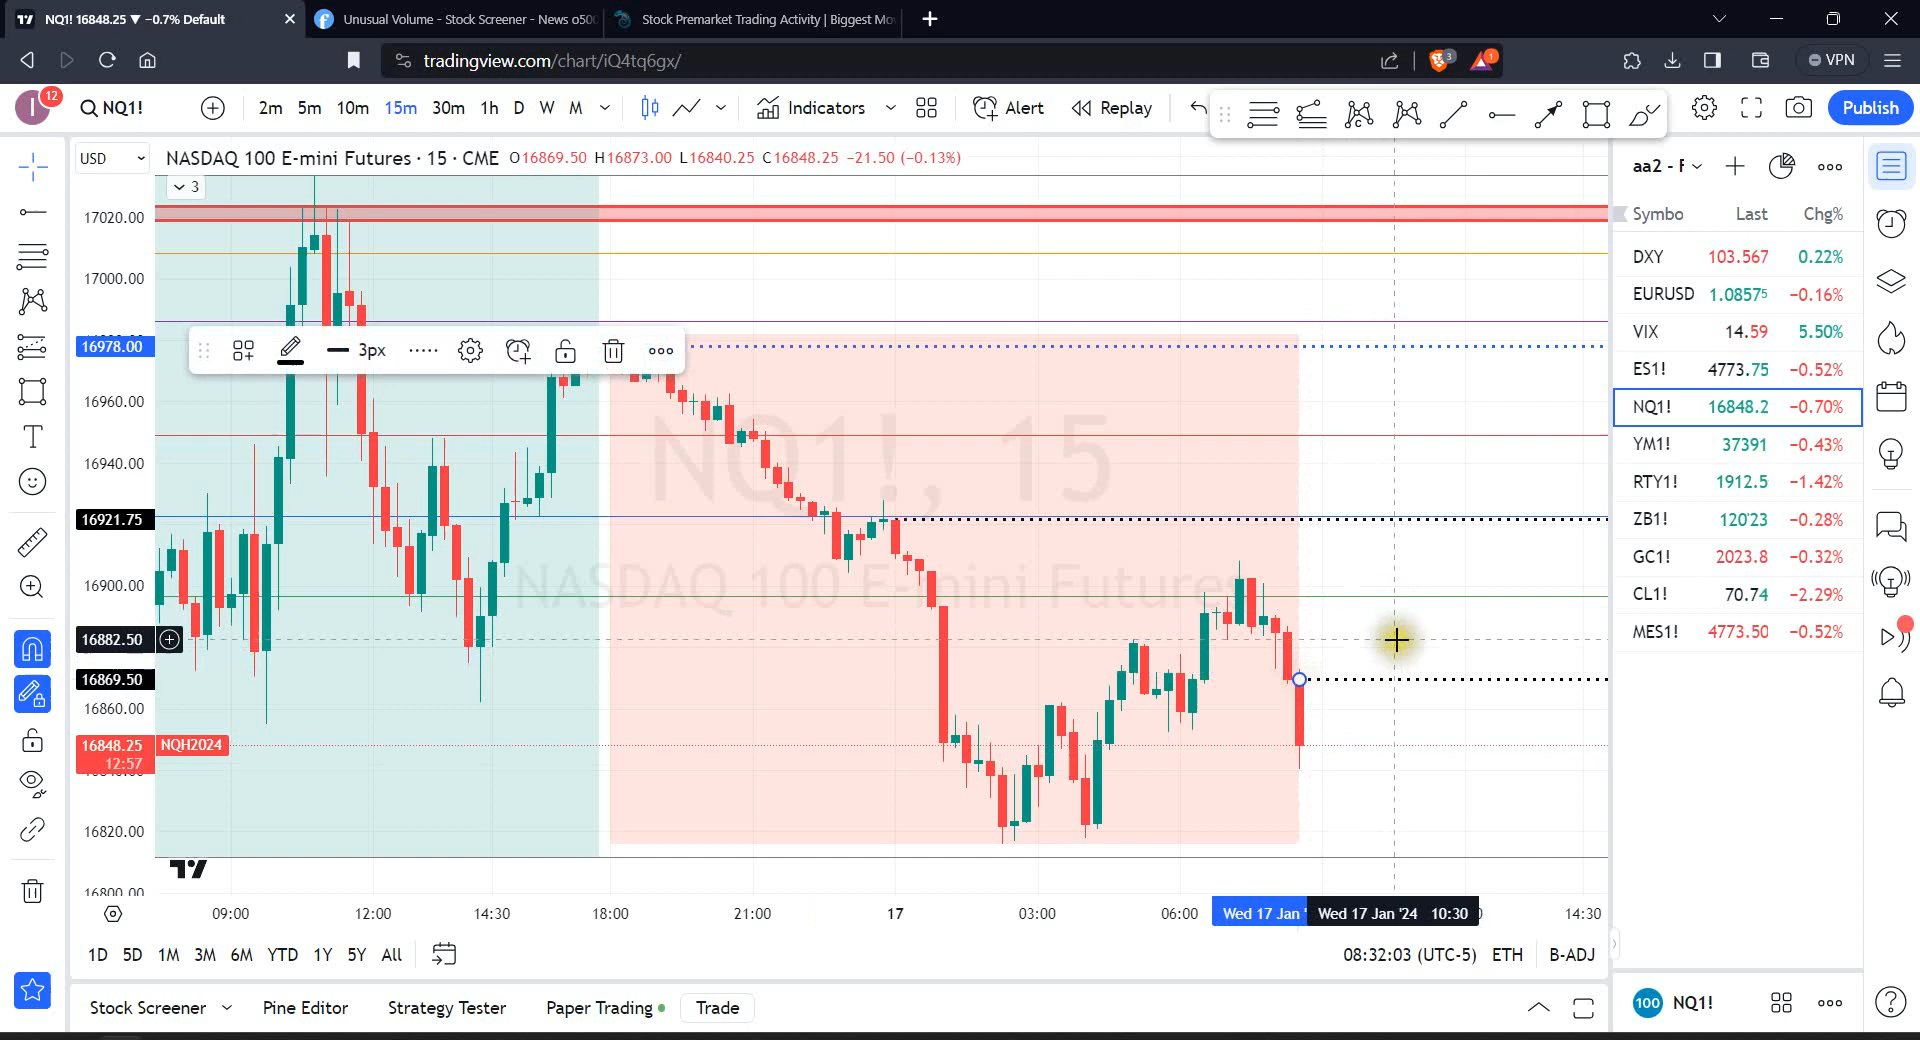 NQ1! 16848.25 ▼ −0.7% Default
Unusual Volume - Stock Screener - News o50
Stock Premarket Trading Activity | Biggest Mo
tradingview.com/chart/iQ4tq6gx/
3
1
VPN
I
12
NQ1!
2m 5m 10m 15m 30m 1h D W M
Indicators
Alert
Replay
Publish
USD
NASDAQ 100 E-mini Futures · 15 · CME O16869.50 H16873.00 L16840.25 C16848.25 −21.50 (−0.13%)
3
aa2 - F
Symbo Last Chg%
17020.00
17000.00
16978.00
3px
16960.00
16940.00
16921.75
16900.00
16882.50
16869.50
16860.00
16848.25 NQH2024
12:57
16820.00
16800.00
NQ1!, 15
NASDAQ 100 E-mini Futures
DXY 103.567 0.22%
EURUSD 1.08575 −0.16%
VIX 14.59 5.50%
ES1! 4773.75 −0.52%
NQ1! 16848.2 −0.70%
YM1! 37391 −0.43%
RTY1! 1912.5 −1.42%
ZB1! 120'23 −0.28%
GC1! 2023.8 −0.32%
CL1! 70.74 −2.29%
MES1! 4773.50 −0.52%
09:00 12:00 14:30 18:00 21:00 17 03:00 06:00 Wed 17 Jan ' Wed 17 Jan '24 10:30 14:30
1D 5D 1M 3M 6M YTD 1Y 5Y All
08:32:03 (UTC-5) ETH B-ADJ
Stock Screener Pine Editor Strategy Tester Paper Trading Trade
100 NQ1!